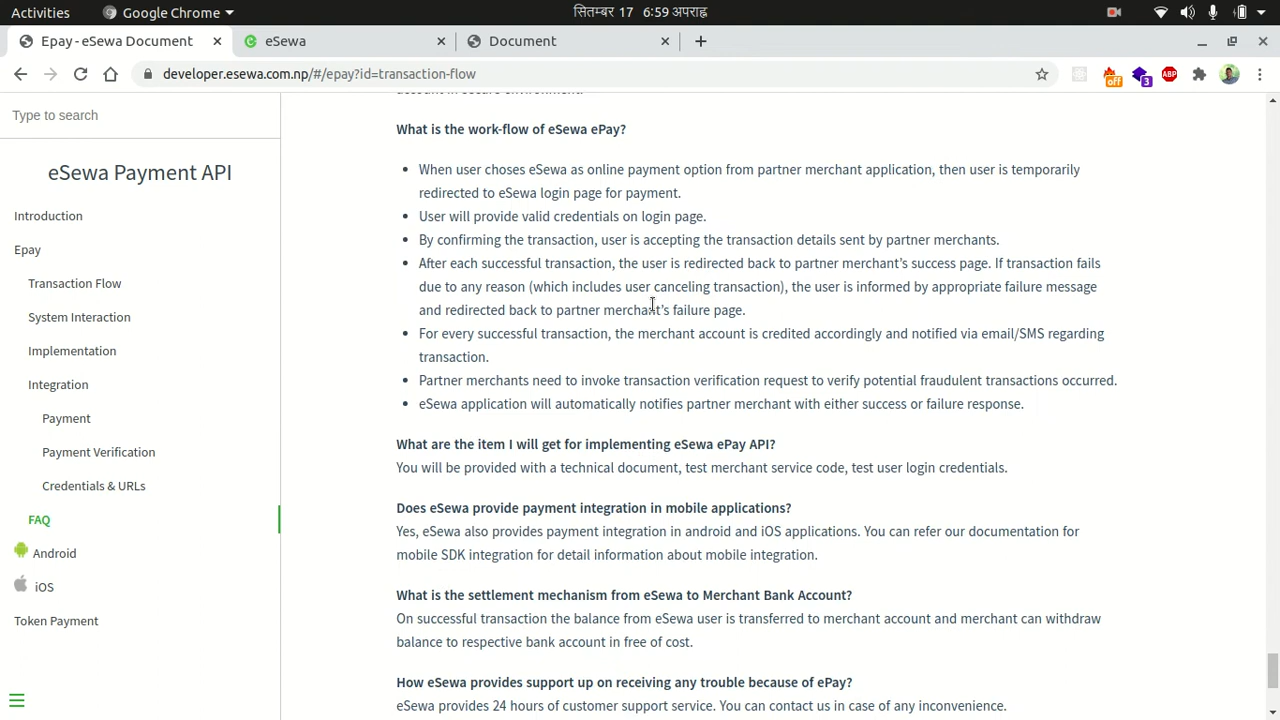 Activities
Google Chrome
सितम्बर 17 6:59 अपराह्न
Epay - eSewa Document
eSewa
Document
developer.esewa.com.np/#/epay?id=transaction-flow
off
3
ABP
Type to search
eSewa Payment API
Introduction
Epay
Transaction Flow
System Interaction
Implementation
Integration
Payment
Payment Verification
Credentials & URLs
FAQ
Android
iOS
Token Payment
account in secure environment.
What is the work-flow of eSewa ePay?
When user choses eSewa as online payment option from partner merchant application, then user is temporarily
redirected to eSewa login page for payment.
User will provide valid credentials on login page.
By confirming the transaction, user is accepting the transaction details sent by partner merchants.
After each successful transaction, the user is redirected back to partner merchant's success page. If transaction fails
due to any reason (which includes user canceling transaction), the user is informed by appropriate failure message
and redirected back to partner merchant's failure page.
For every successful transaction, the merchant account is credited accordingly and notified via email/SMS regarding
transaction.
Partner merchants need to invoke transaction verification request to verify potential fraudulent transactions occurred.
eSewa application will automatically notifies partner merchant with either success or failure response.
What are the item I will get for implementing eSewa ePay API?
You will be provided with a technical document, test merchant service code, test user login credentials.
Does eSewa provide payment integration in mobile applications?
Yes, eSewa also provides payment integration in android and iOS applications. You can refer our documentation for
mobile SDK integration for detail information about mobile integration.
What is the settlement mechanism from eSewa to Merchant Bank Account?
On successful transaction the balance from eSewa user is transferred to merchant account and merchant can withdraw
balance to respective bank account in free of cost.
How eSewa provides support up on receiving any trouble because of ePay?
eSewa provides 24 hours of customer support service. You can contact us in case of any inconvenience.